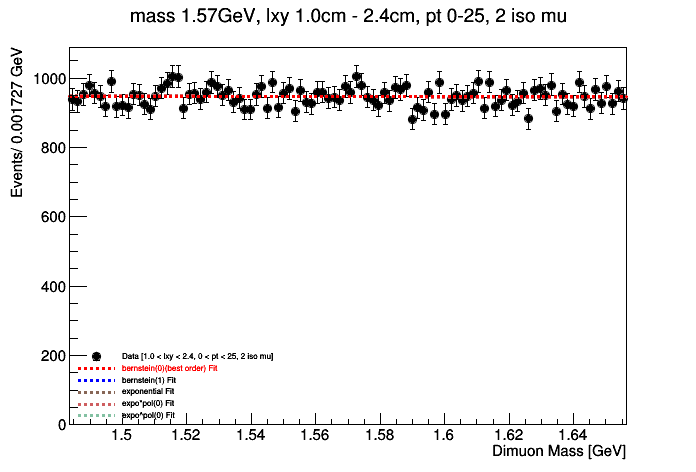 mass 1.57GeV, lxy 1.0cm - 2.4cm, pt 0-25, 2 iso mu
Events/ 0.001727 GeV
1000
800
600
400
200
0
Data [1.0 < lxy < 2.4, 0 < pt < 25, 2 iso mu]
bernstein(0)(best order) Fit
bernstein(1) Fit
exponential Fit
expo*pol(0) Fit
expo^pol(0) Fit
1.5 1.52 1.54 1.56 1.58 1.6 1.62 1.64
Dimuon Mass [GeV]